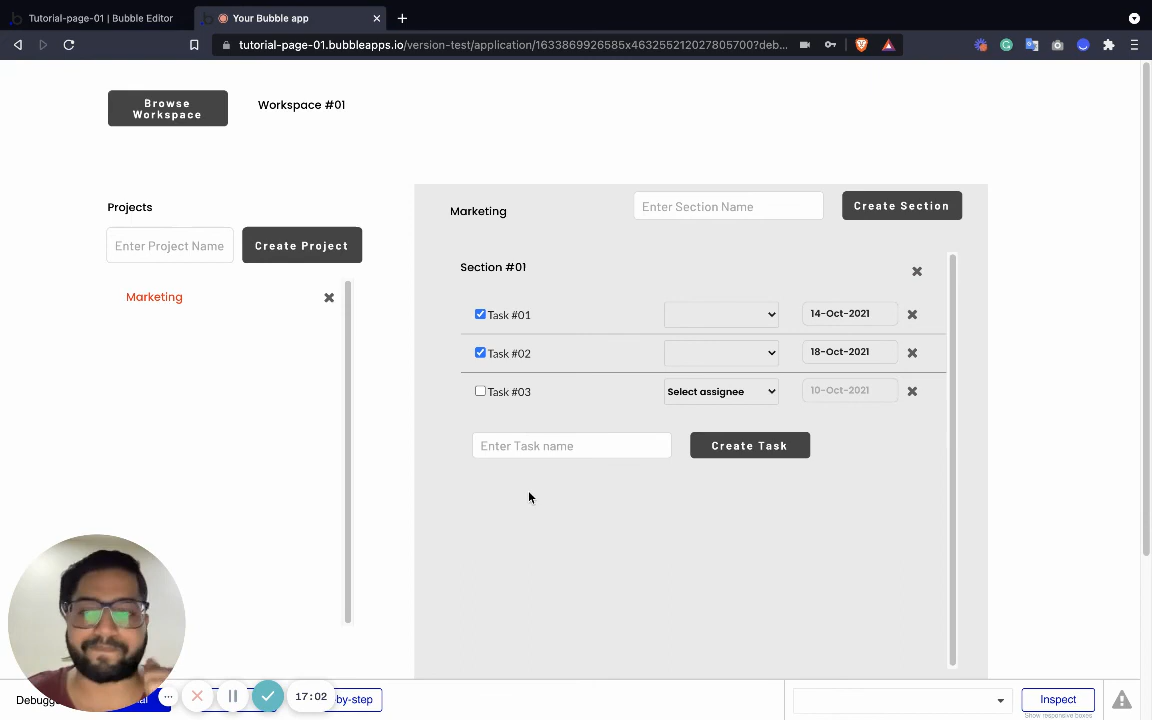 Tutorial-page-01 | Bubble Editor
Your Bubble app
tutorial-page-01.bubbleapps.io/version-test/application/1633869926585x463255212027805700?deb...
Browse
Workspace
Workspace #01
Projects
Enter Project Name
Create Project
Marketing
Marketing
Enter Section Name
Create Section
Section #01
Task #01
14-Oct-2021
Task #02
18-Oct-2021
Task #03
Select assignee
10-Oct-2021
Enter Task name
Create Task
17:02
-by-step
Inspect
Show responsive boxes